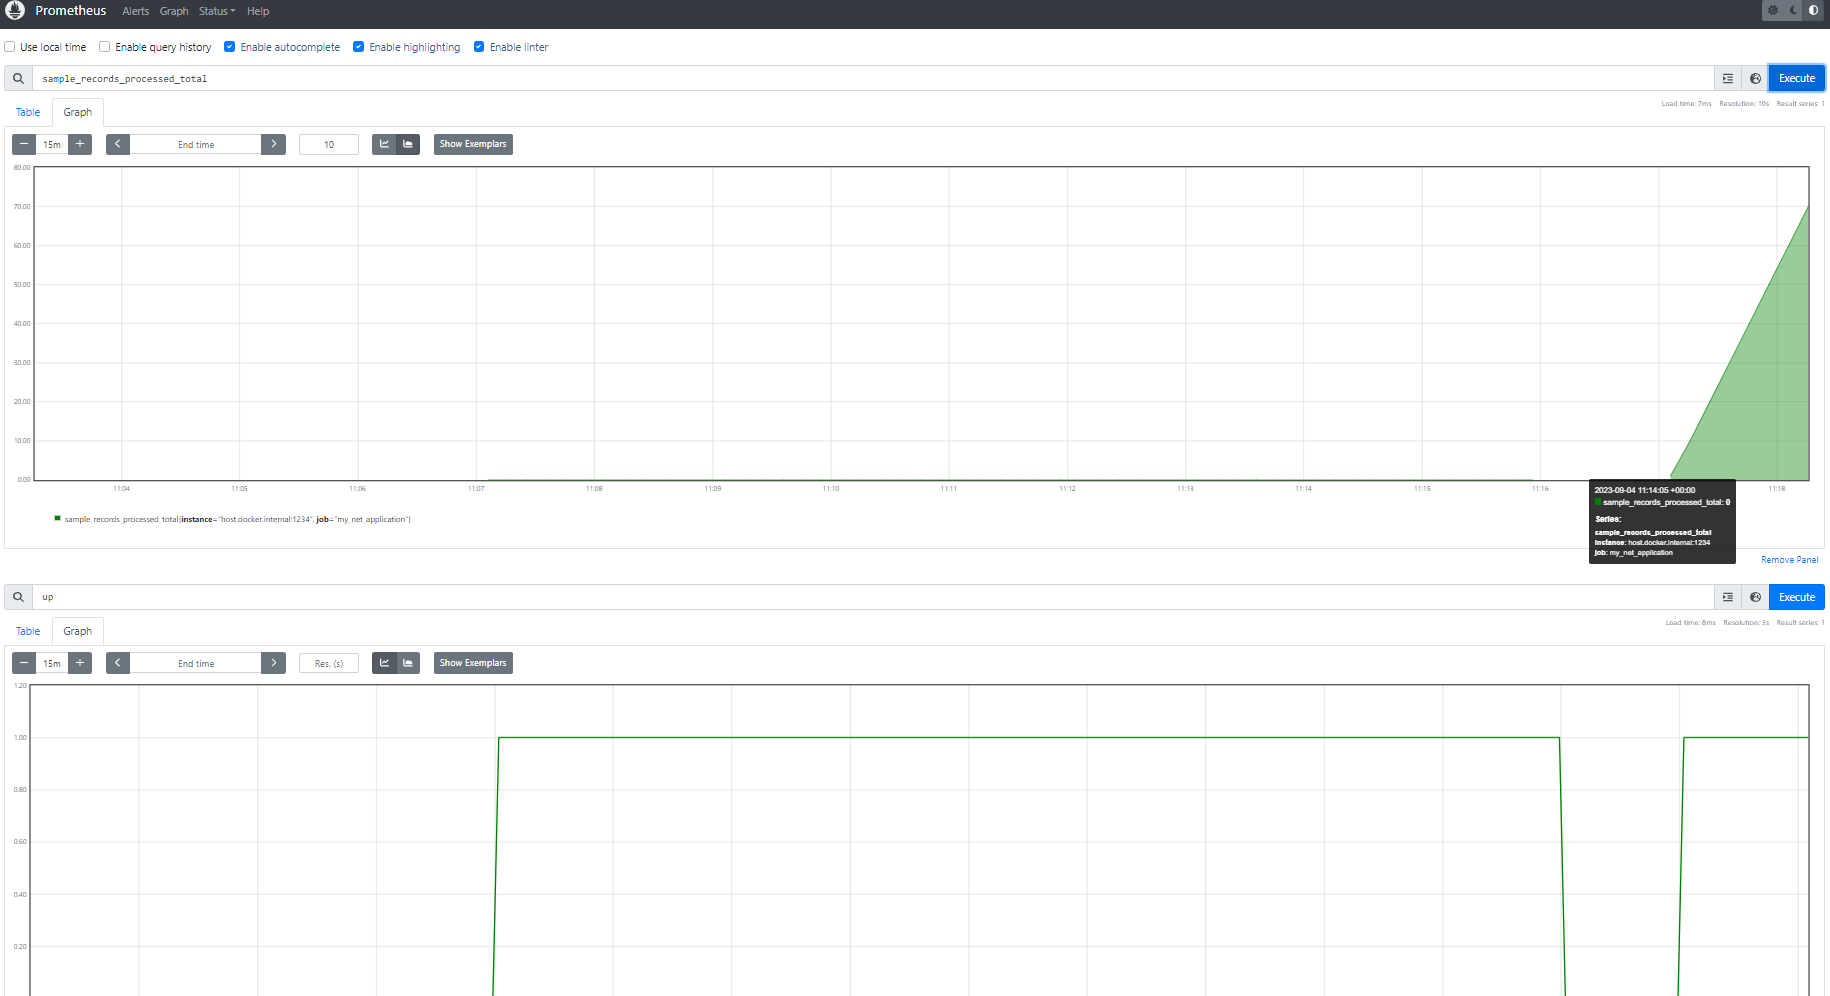 Prometheus Alerts Graph Status Help
Use local time Enable query history Enable autocomplete Enable highlighting Enable linter
sample_records_processed_total Execute
Table Graph
Load time: 7ms Resolution: 10s Result series: 1
15m End time 10 Show Exemplars
80.00
70.00
60.00
50.00
40.00
30.00
20.00
10.00
0.00
11:04 11:05 11:06 11:07 11:08 11:09 11:10 11:11 11:12 11:13 11:14 11:15 11:16 11:18
2023-09-04 11:14:05 +00:00
sample_records_processed_total: 0
Series:
sample_records_processed_total
instance: host.docker.internal:1234
job: my_net_application
sample_records_processed_total{instance="host.docker.internal:1234", job="my_net_application"}
Remove Panel
up Execute
Table Graph
Load time: 8ms Resolution: 3s Result series: 1
15m End time Res. (s) Show Exemplars
1.20
1.00
0.80
0.60
0.40
0.20